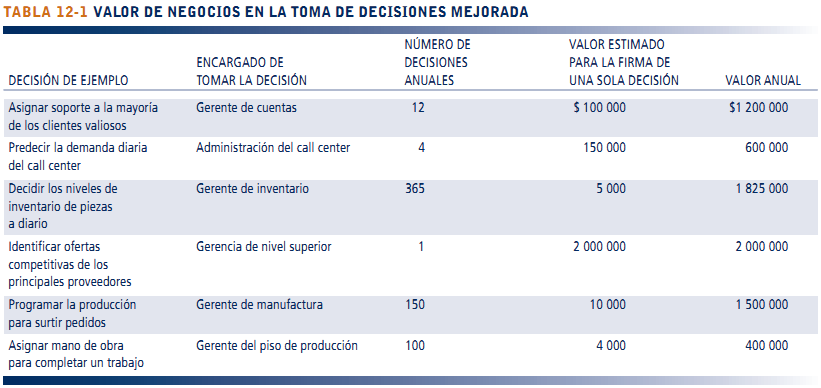 TABLA 12-1 VALOR DE NEGOCIOS EN LA TOMA DE DECISIONES MEJORADA
DECISIÓN DE EJEMPLO
ENCARGADO DE
TOMAR LA DECISIÓN
NÚMERO DE
DECISIONES
ANUALES
VALOR ESTIMADO
PARA LA FIRMA DE
UNA SOLA DECISIÓN
VALOR ANUAL
Asignar soporte a la mayoría
de los clientes valiosos
Gerente de cuentas
12
$ 100 000
$1 200 000
Predecir la demanda diaria
del call center
Administración del call center
4
150 000
600 000
Decidir los niveles de
inventario de piezas
a diario
Gerente de inventario
365
5 000
1 825 000
Identificar ofertas
competitivas de los
principales proveedores
Gerencia de nivel superior
1
2 000 000
2 000 000
Programar la producción
para surtir pedidos
Gerente de manufactura
150
10 000
1 500 000
Asignar mano de obra
para completar un trabajo
Gerente del piso de producción
100
4 000
400 000